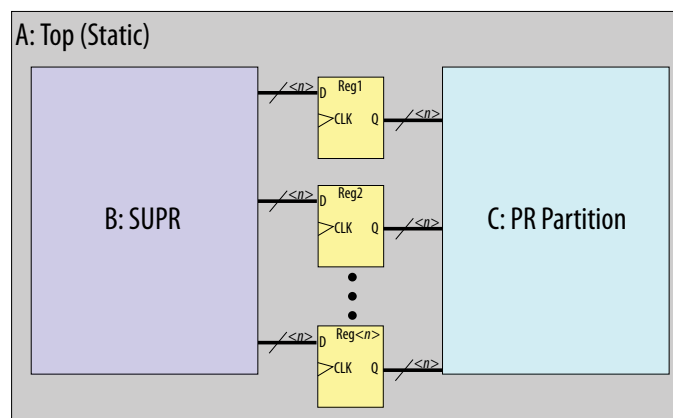 A: Top (Static)
B: SUPR
<n>
D
Reg1
CLK
Q
<n>
<n>
D
Reg2
CLK
Q
<n>
<n>
D
Reg<n>
CLK
Q
<n>
C: PR Partition